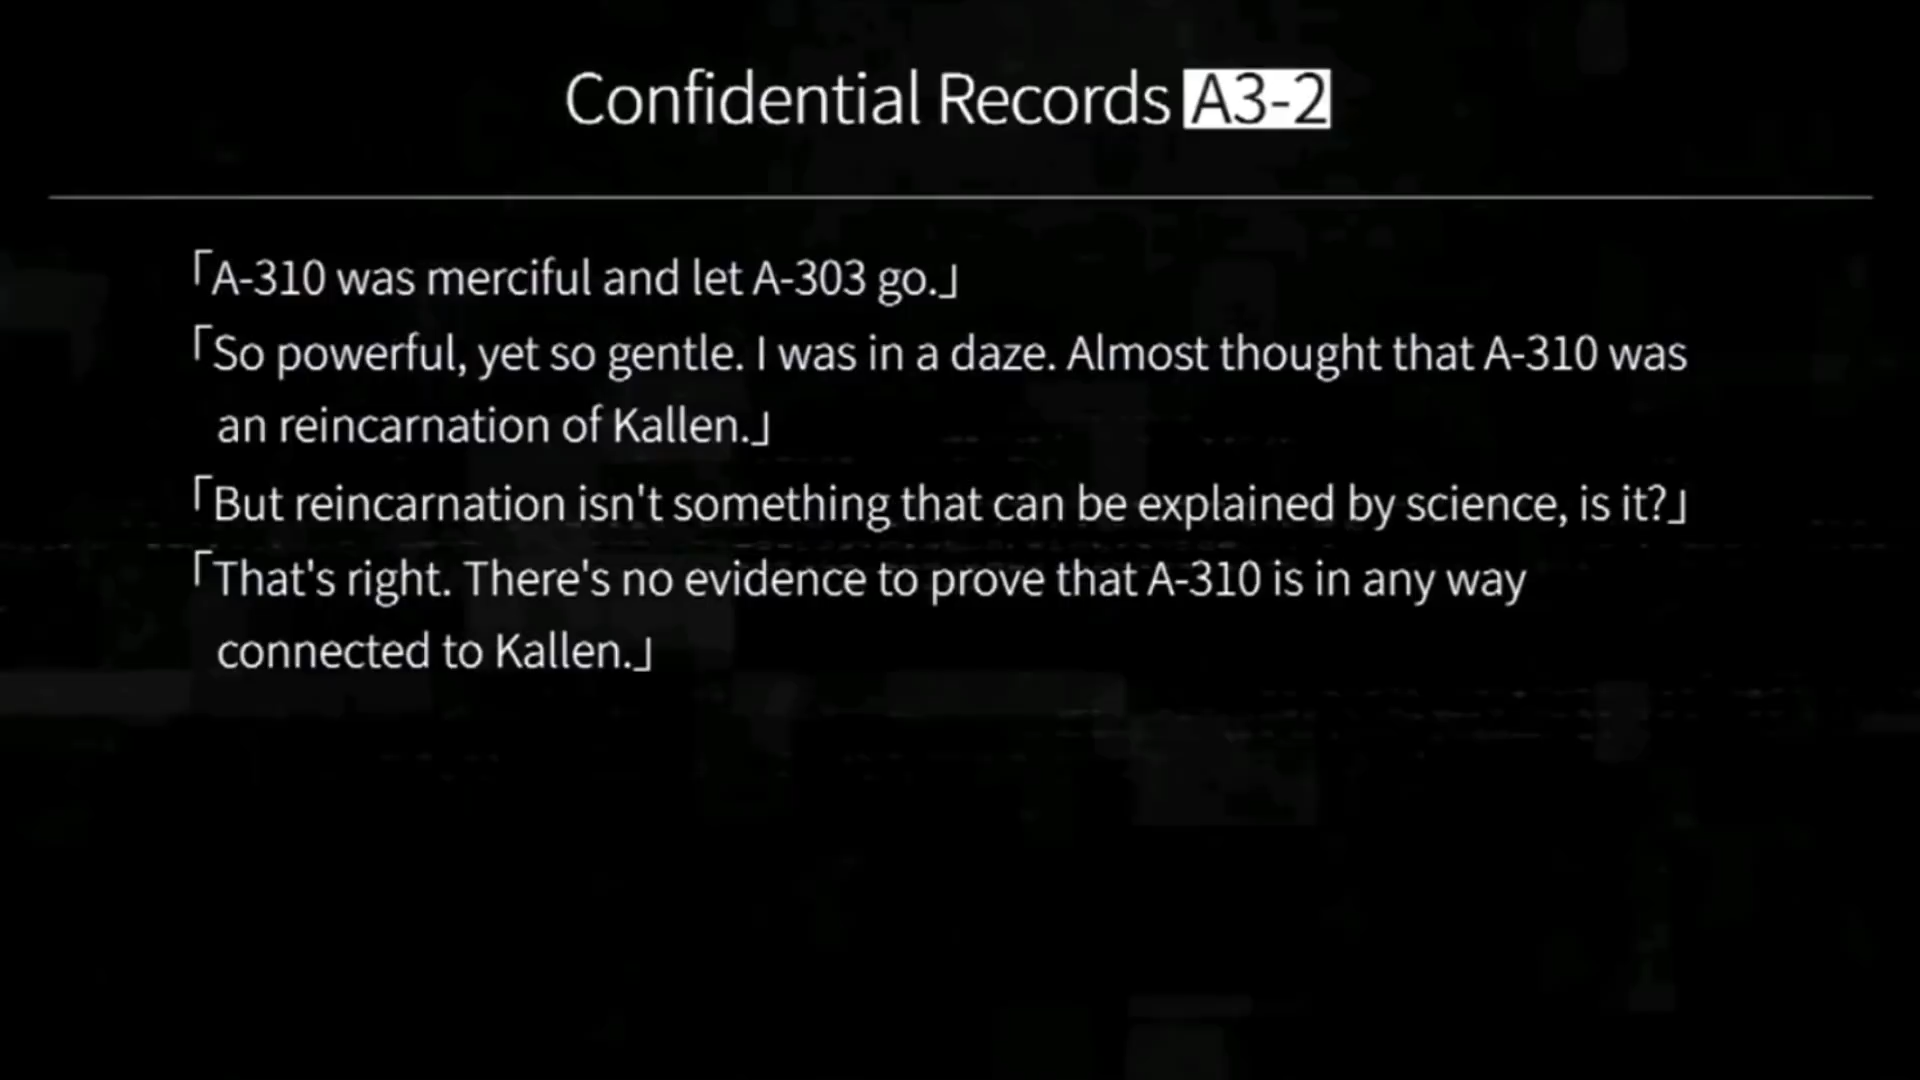 Confidential Records A3-2
「A-310 was merciful and let A-303 go.」
「So powerful, yet so gentle. I was in a daze. Almost thought that A-310 was
an reincarnation of Kallen.」
「But reincarnation isn't something that can be explained by science, is it?」
「That's right. There's no evidence to prove that A-310 is in any way
connected to Kallen.」